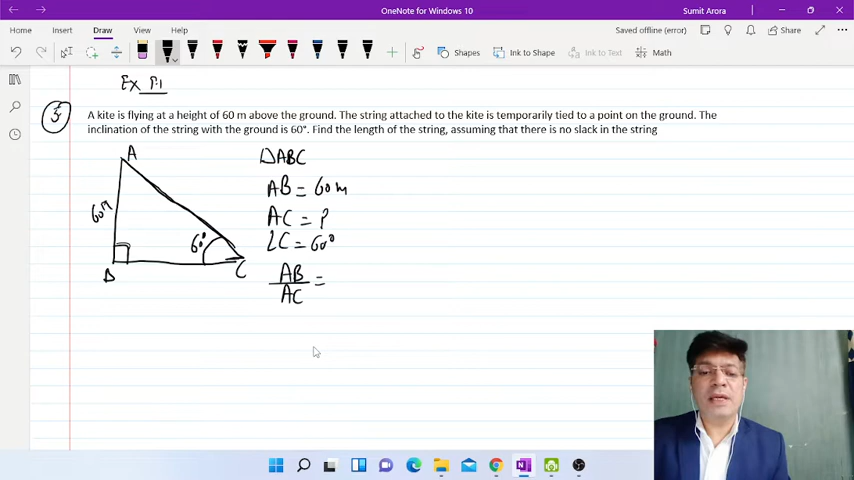 OneNote for Windows 10
Sumit Arora
Home Insert Draw View Help
Saved offline (error)
Share
Shapes
Ink to Shape
Ink to Text
Math
Ex 9.1
5
A kite is flying at a height of 60 m above the ground. The string attached to the kite is temporarily tied to a point on the ground. The
inclination of the string with the ground is 60°. Find the length of the string, assuming that there is no slack in the string
A
60m
60°
B
C
△ABC
AB = 60m
AC = ?
∠C = 60°
AB
AC
=